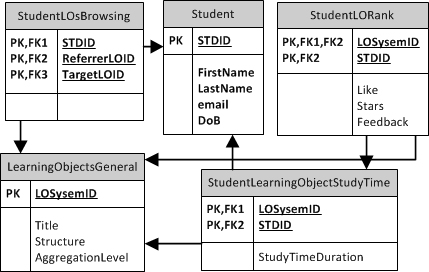 StudentLOsBrowsing
PK,FK1 STDID
PK,FK2 ReferrerLOID
PK,FK3 TargetLOID
Student
PK STDID
FirstName
LastName
email
DoB
StudentLORank
PK,FK1,FK2 LOSysemID
PK,FK2 STDID
Like
Stars
Feedback
LearningObjectsGeneral
PK LOSysemID
Title
Structure
AggregationLevel
StudentLearningObjectStudyTime
PK,FK1 LOSysemID
PK,FK2 STDID
StudyTimeDuration